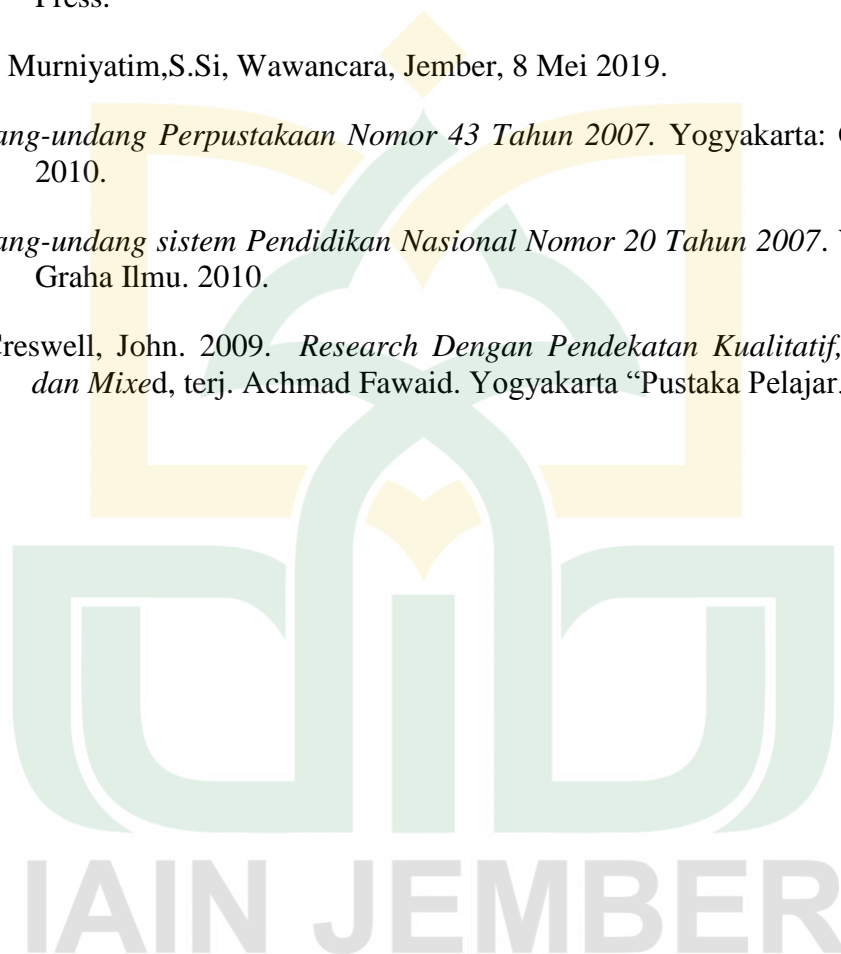 Press.
Murniyatim,S.Si, Wawancara, Jember, 8 Mei 2019.
ang-undang Perpustakaan Nomor 43 Tahun 2007. Yogyakarta:
2010.
ang-undang sistem Pendidikan Nasional Nomor 20 Tahun 2007.
Graha Ilmu. 2010.
Creswell, John. 2009. Research Dengan Pendekatan Kualitatif,
dan Mixed, terj. Achmad Fawaid. Yogyakarta “Pustaka Pelajar.
IAIN JEMBER